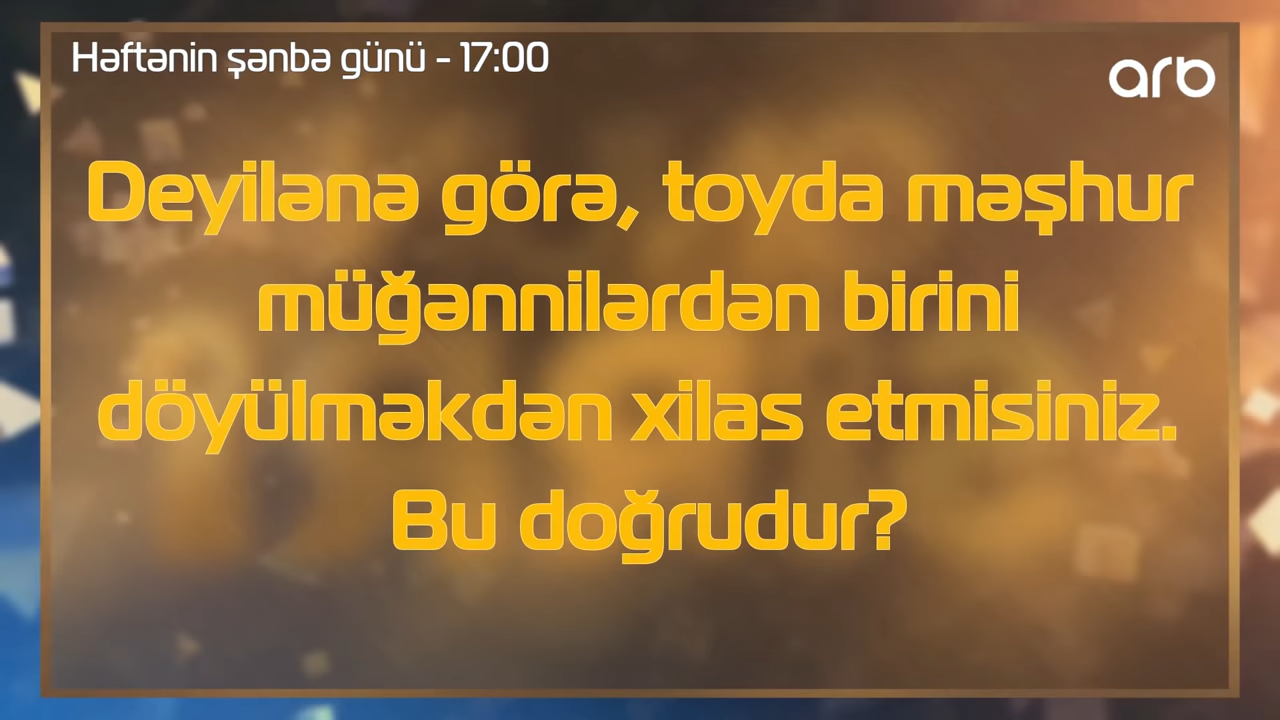 Həftənin şənbə günü - 17:00
arb
Deyilənə görə, toyda məşhur
müğənnilərdən birini
döyülməkdən xilas etmisiniz.
Bu doğrudur?